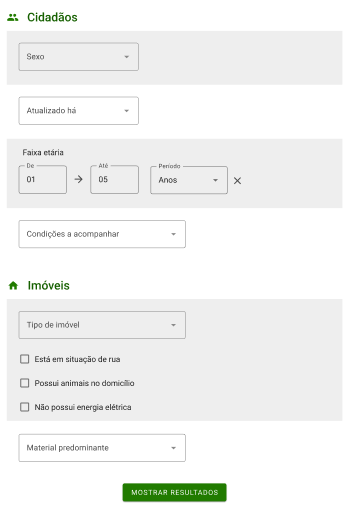 Cidadãos
Sexo
Atualizado há
Faixa etária
De Até Período
01 05 Anos
Condições a acompanhar
Imóveis
Tipo de imóvel
Está em situação de rua
Possui animais no domicílio
Não possui energia elétrica
Material predominante
MOSTRAR RESULTADOS